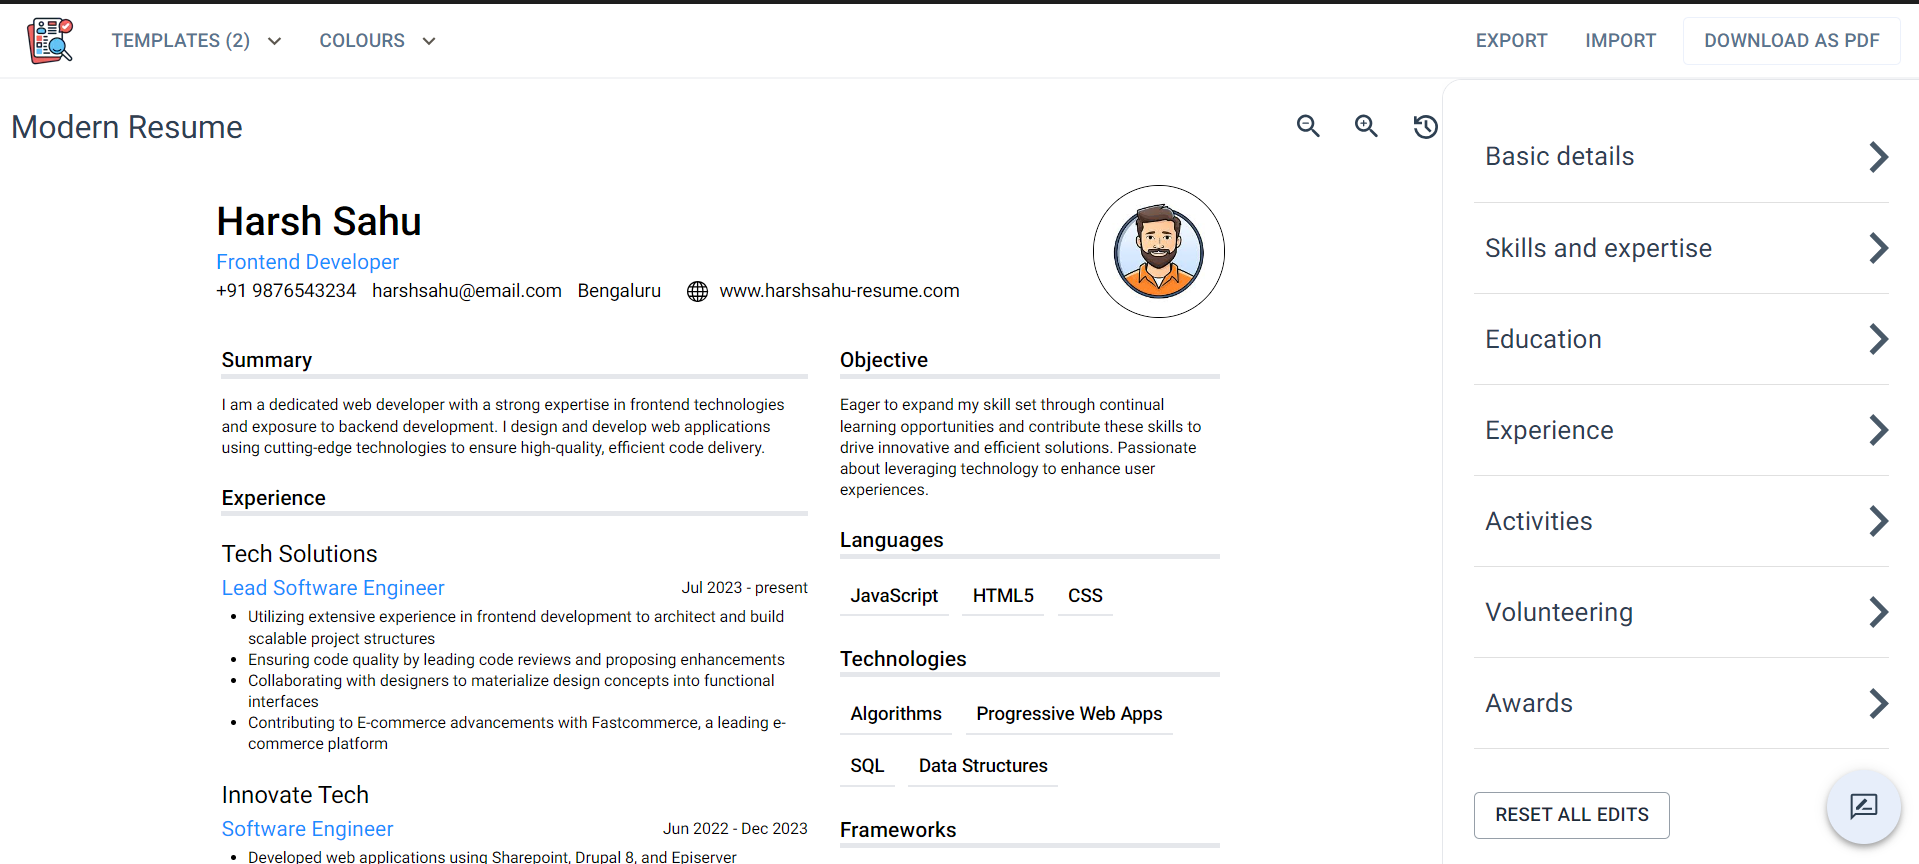 TEMPLATES (2)
COLOURS
EXPORT
IMPORT
DOWNLOAD AS PDF
Modern Resume
Harsh Sahu
Frontend Developer
+91 9876543234 harshsahu@email.com Bengaluru www.harshsahu-resume.com
Summary
I am a dedicated web developer with a strong expertise in frontend technologies
and exposure to backend development. I design and develop web applications
using cutting-edge technologies to ensure high-quality, efficient code delivery.
Experience
Tech Solutions
Lead Software Engineer
Jul 2023 - present
• Utilizing extensive experience in frontend development to architect and build
scalable project structures
• Ensuring code quality by leading code reviews and proposing enhancements
• Collaborating with designers to materialize design concepts into functional
interfaces
• Contributing to E-commerce advancements with Fastcommerce, a leading e-
commerce platform
Innovate Tech
Software Engineer
Jun 2022 - Dec 2023
• Developed web applications using Sharepoint, Drupal 8, and Episerver
Objective
Eager to expand my skill set through continual
learning opportunities and contribute these skills to
drive innovative and efficient solutions. Passionate
about leveraging technology to enhance user
experiences.
Languages
JavaScript HTML5 CSS
Technologies
Algorithms Progressive Web Apps
SQL Data Structures
Frameworks
Basic details
Skills and expertise
Education
Experience
Activities
Volunteering
Awards
RESET ALL EDITS